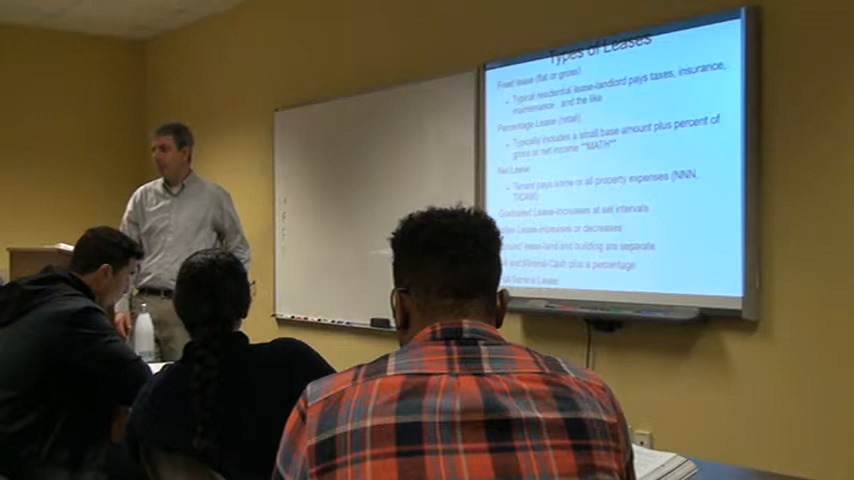 Types of Leases
Fixed lease (flat or gross)
- Typical residential lease-landlord pays taxes, insurance,
maintenance , and the like
Percentage Lease (retail)
- Typically includes a small base amount plus percent of
gross or net income **MATH**
Net Lease
- Tenant pays some or all property expenses (NNN,
Graduated Lease-increases at set intervals
Lease-increases or decreases
lease-land and building are separate
and Mineral-Cash plus a percentage
Lease